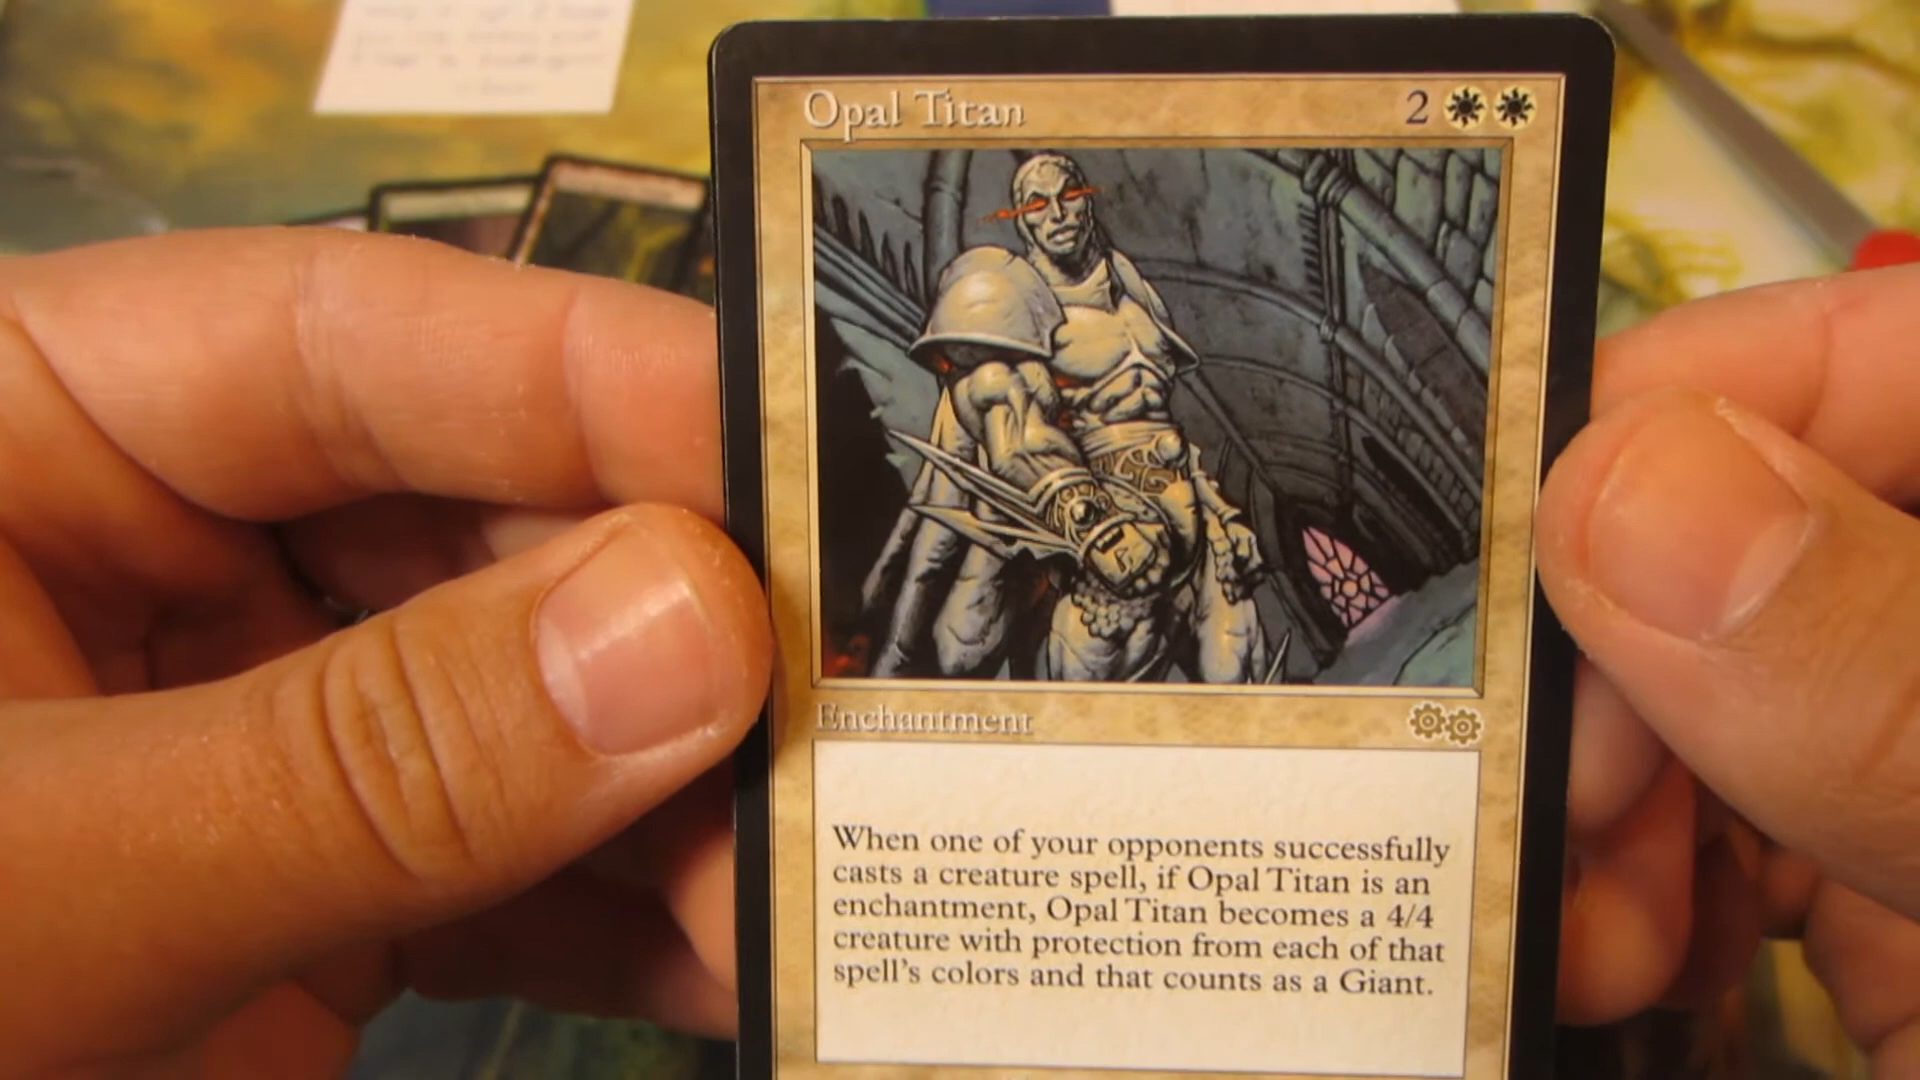 Opal Titan 2
Enchantment
When one of your opponents successfully
casts a creature spell, if Opal Titan is an
enchantment, Opal Titan becomes a 4/4
creature with protection from each of that
spell's colors and that counts as a Giant.